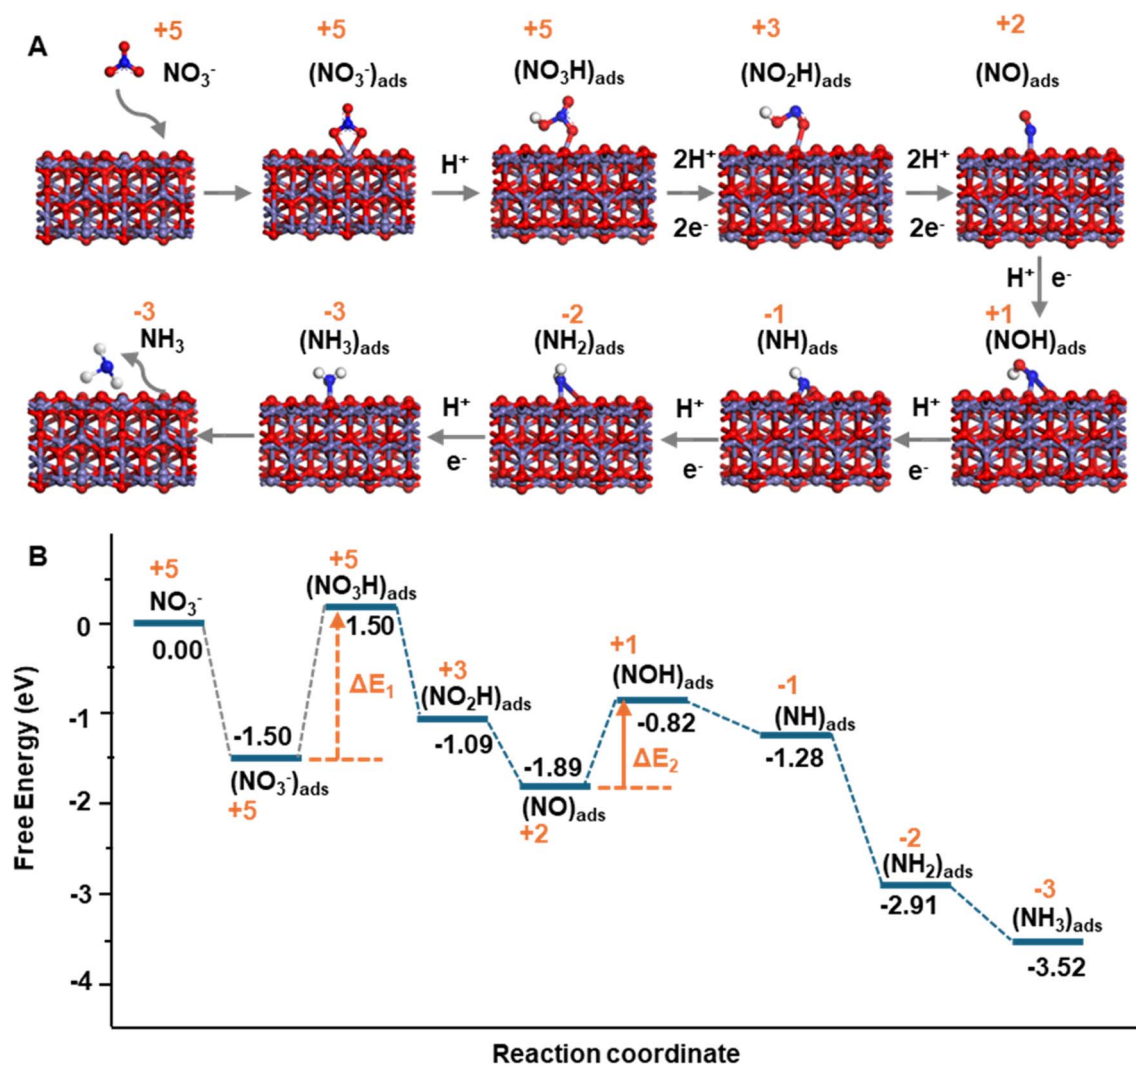 A
+5 +5 +5 +3 +2
NO₃⁻ (NO₃⁻)ads (NO₃H)ads (NO₂H)ads (NO)ads
H⁺ 2H⁺ 2H⁺
2e⁻ 2e⁻
H⁺ e⁻
-3 -3 -2 -1 +1
NH₃ (NH₃)ads (NH₂)ads (NH)ads (NOH)ads
H⁺ H⁺ H⁺
e⁻ e⁻ e⁻
B
Free Energy (eV)
0
-1
-2
-3
-4
+5
NO₃⁻
0.00
-1.50
(NO₃⁻)ads
+5
+5
(NO₃H)ads
1.50
ΔE₁
+3
(NO₂H)ads
-1.09
-1.89
(NO)ads
+2
+1
(NOH)ads
-0.82
ΔE₂
-1
(NH)ads
-1.28
-2
(NH₂)ads
-2.91
-3
(NH₃)ads
-3.52
Reaction coordinate